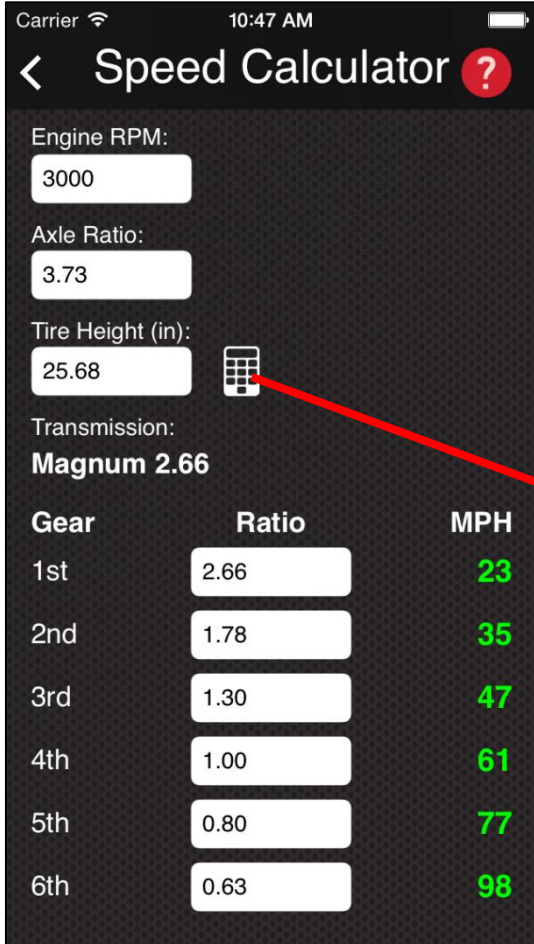 Carrier 10:47 AM
Speed Calculator ?
Engine RPM:
3000
Axle Ratio:
3.73
Tire Height (in):
25.68
Transmission:
Magnum 2.66
Gear Ratio MPH
1st 2.66 23
2nd 1.78 35
3rd 1.30 47
4th 1.00 61
5th 0.80 77
6th 0.63 98